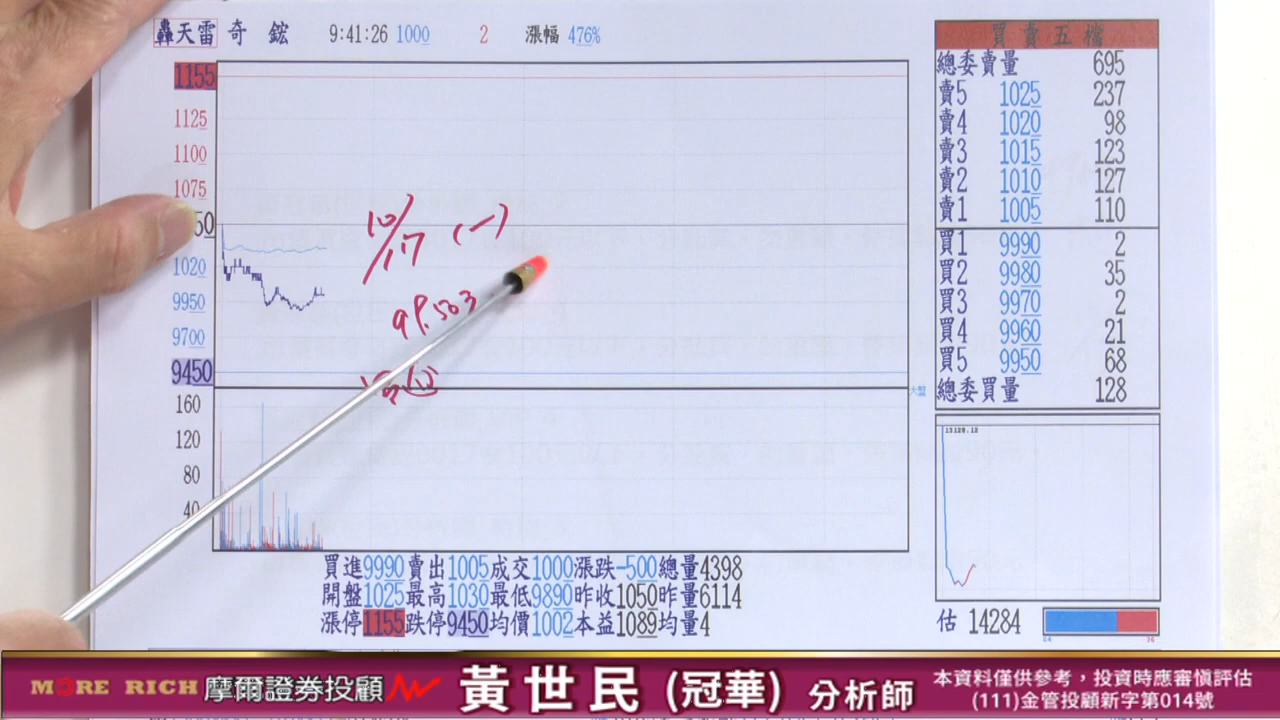 轟天雷 奇鋐 9:41:26 1000 2 漲幅 476%
1155
1125
1100
1075
50
1020
9950
9700
9450
160
120
80
40
10/17 (一)
99.503
大盤
買賣五檔
總委賣量 695
賣5 1025 237
賣4 1020 98
賣3 1015 123
賣2 1010 127
賣1 1005 110
買1 9990 2
買2 9980 35
買3 9970 2
買4 9960 21
買5 9950 68
總委買量 128
13128.12
估 14284
64 36
買進9990賣出1005成交1000漲跌-500總量4398
開盤1025最高1030最低9890昨收1050昨量6114
漲停1155跌停9450均價1002本益1089均量4
MORE RICH 摩爾證券投顧 黃世民(冠華)分析師
本資料僅供參考，投資時應審慎評估
(111)金管投顧新字第014號